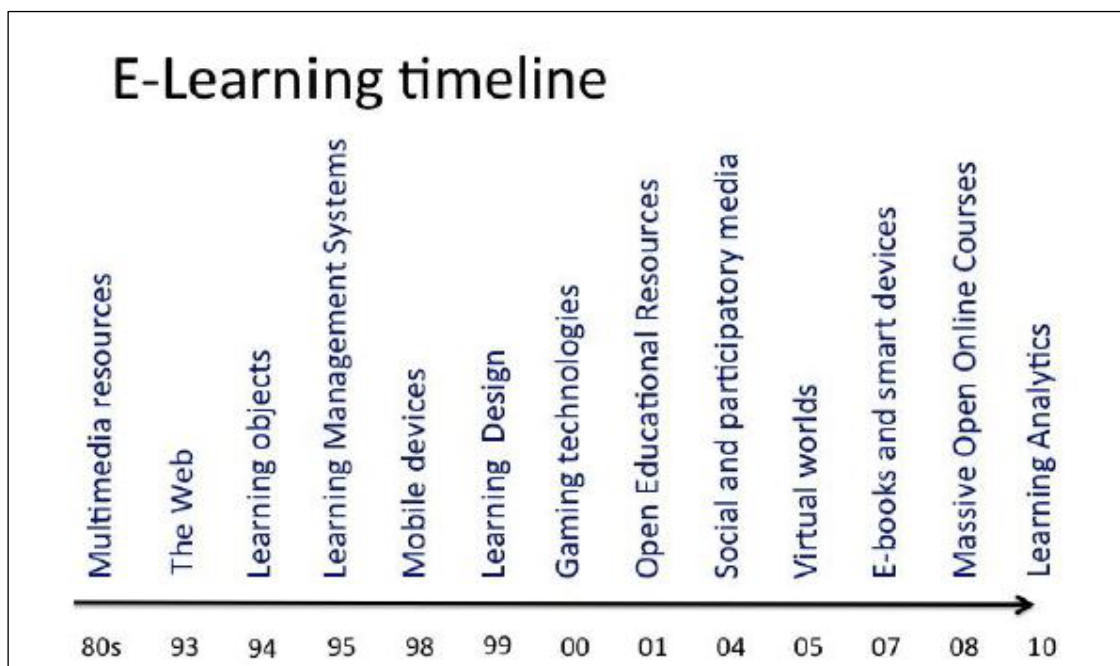 E-Learning timeline
Multimedia resources
The Web
Learning objects
Learning Management Systems
Mobile devices
Learning Design
Gaming technologies
Open Educational Resources
Social and participatory media
Virtual worlds
E-books and smart devices
Massive Open Online Courses
Learning Analytics
80s 93 94 95 98 99 00 01 04 05 07 08 10